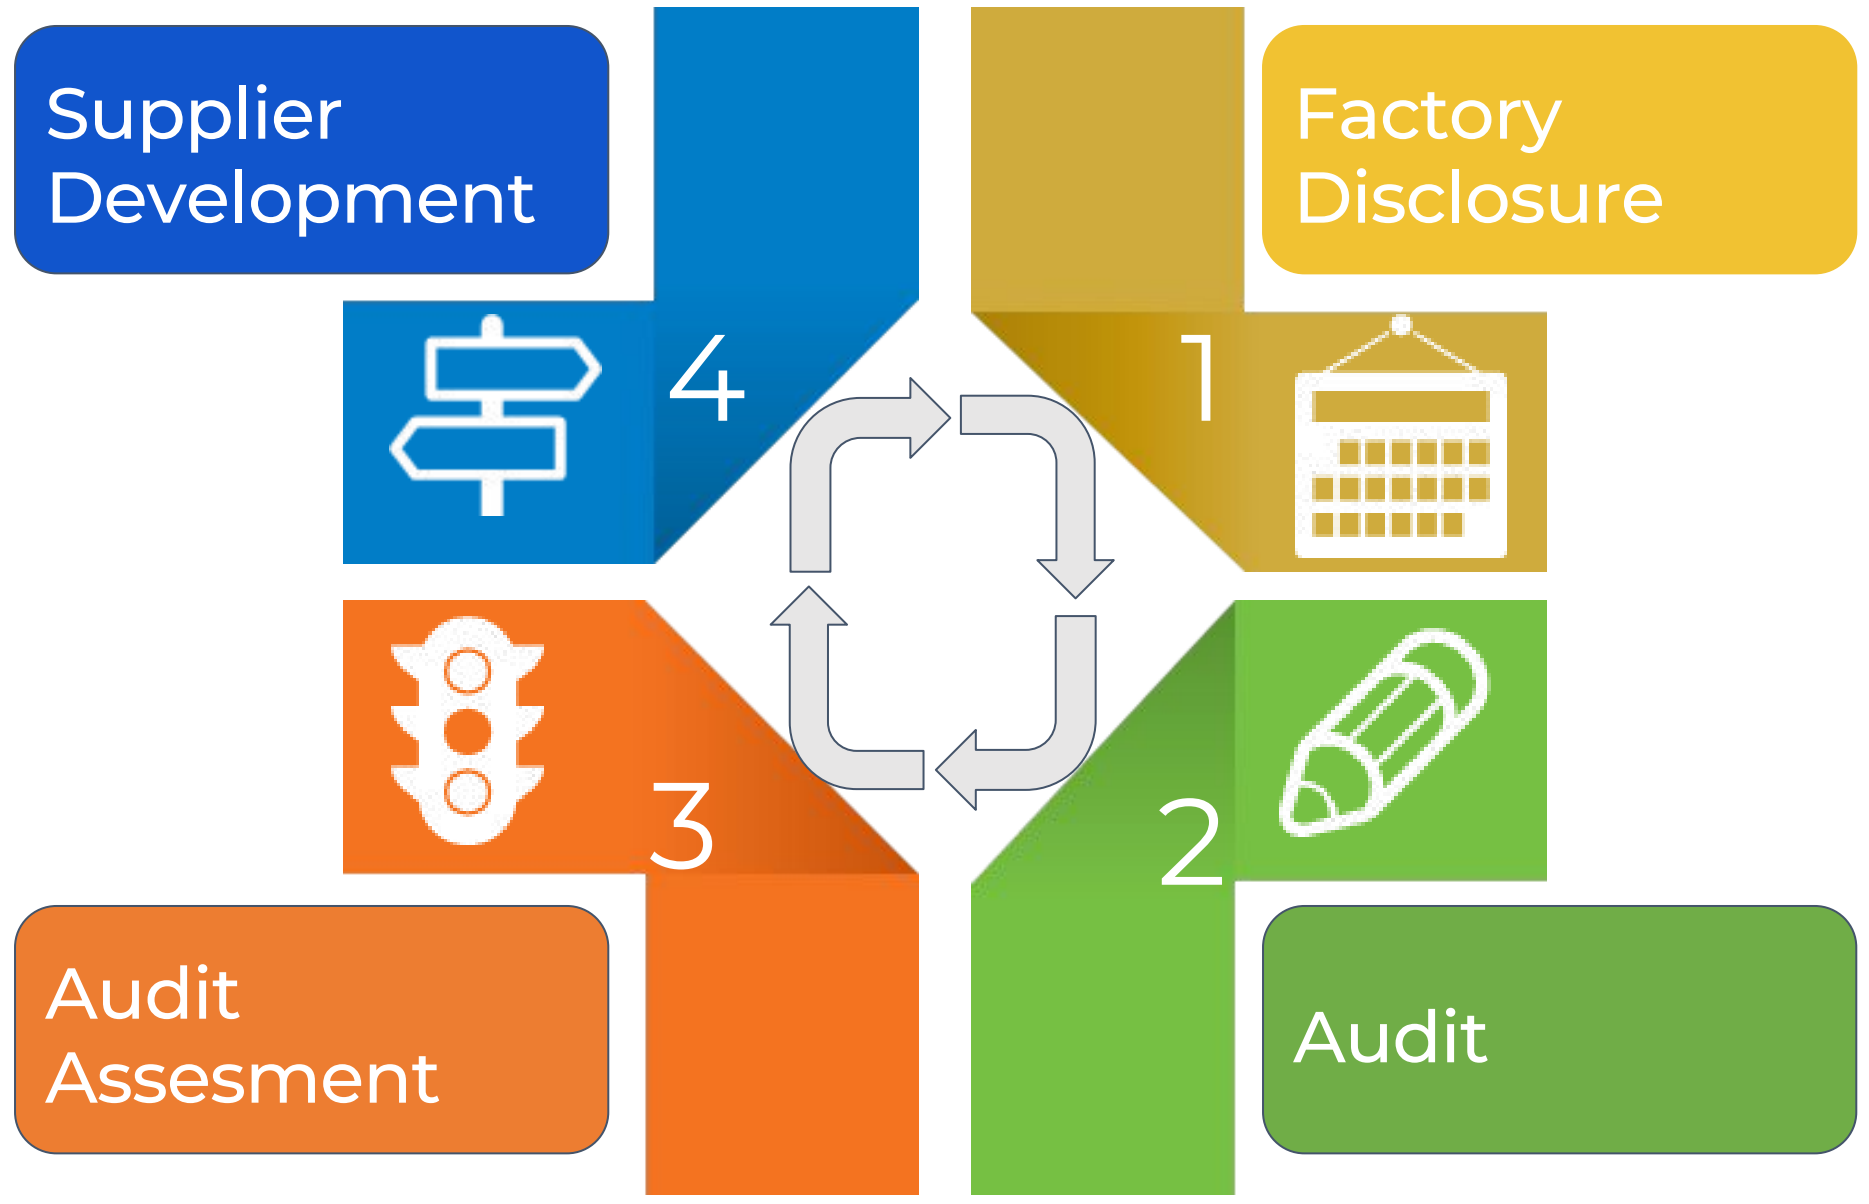 Supplier
Development
Factory
Disclosure
4
1
3
2
Audit
Assesment
Audit